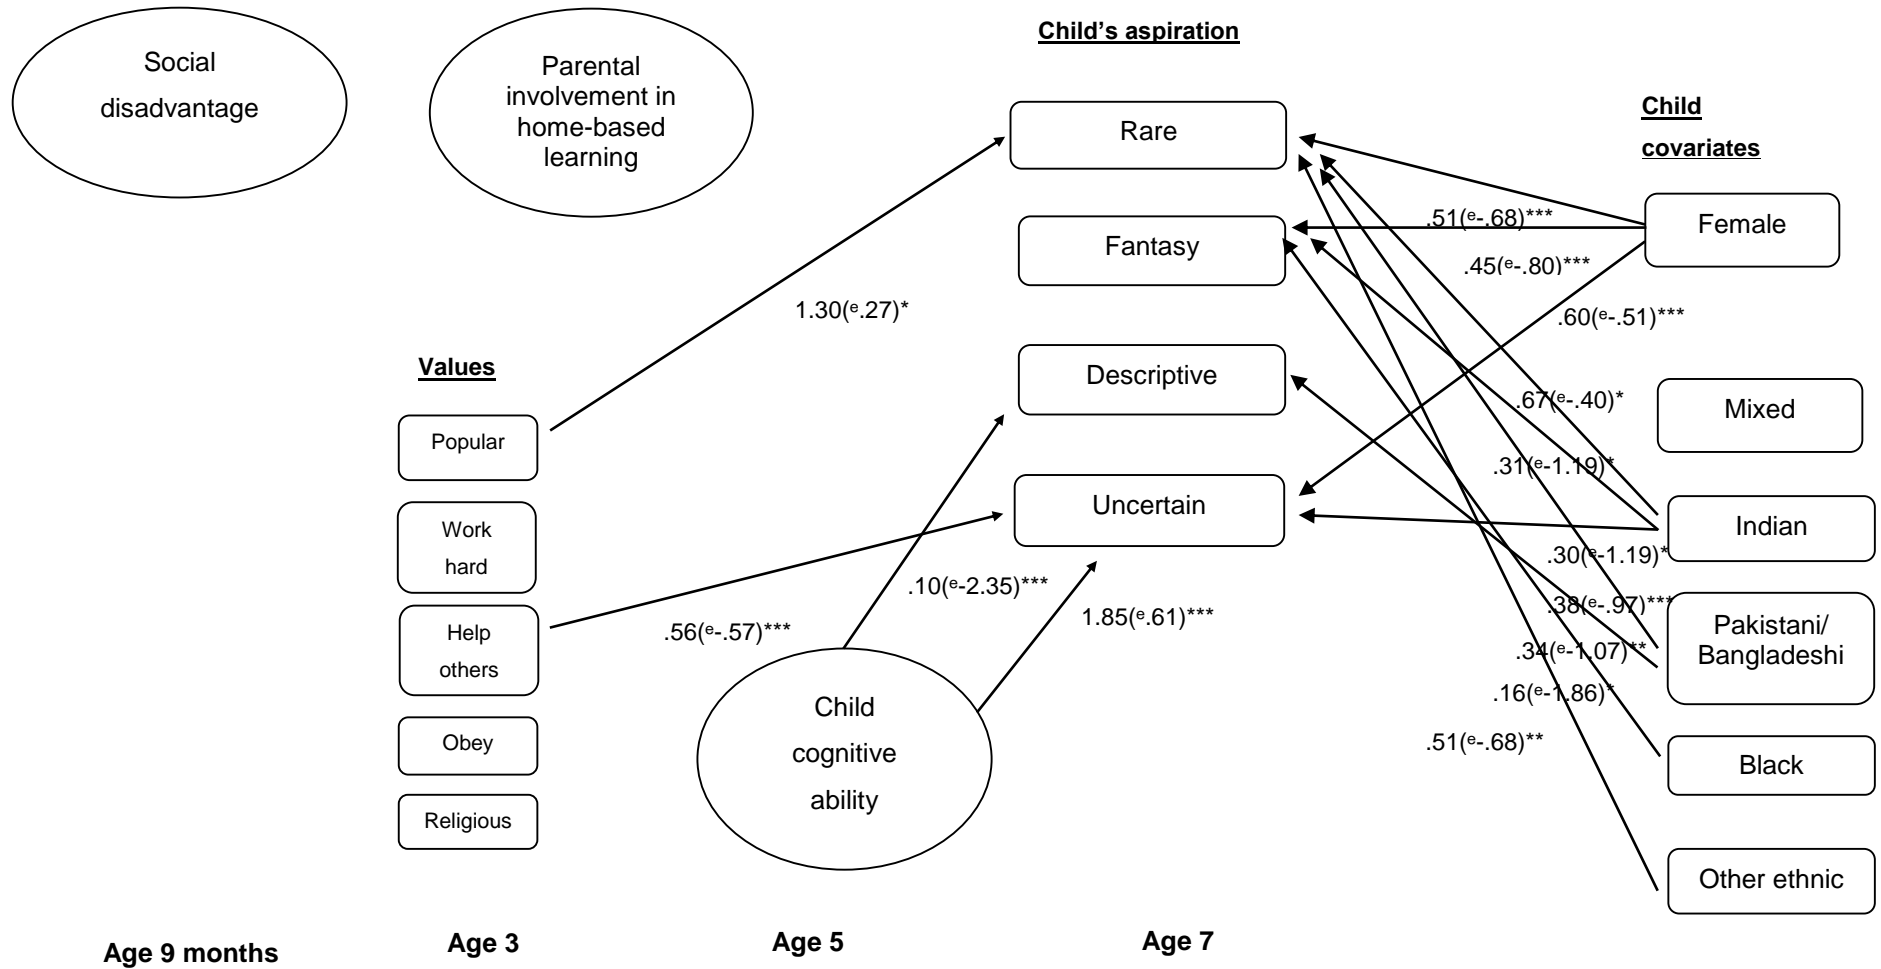 Social
disadvantage
Parental
involvement in
home-based
learning
Child's aspiration
Rare
Fantasy
Descriptive
Uncertain
Child
covariates
Female
Mixed
Indian
Pakistani/
Bangladeshi
Black
Other ethnic
Values
Popular
Work
hard
Help
others
Obey
Religious
Child
cognitive
ability
1.30(e.27)*
.10(e-2.35)***
.56(e-.57)***
1.85(e.61)***
.51(e-.68)***
.45(e-.80)***
.60(e-.51)***
.67(e-.40)*
.31(e-1.19)*
.30(e-1.19)*
.38(e-.97)***
.34(e-1.07)**
.16(e-1.86)*
.51(e-.68)**
Age 9 months
Age 3
Age 5
Age 7